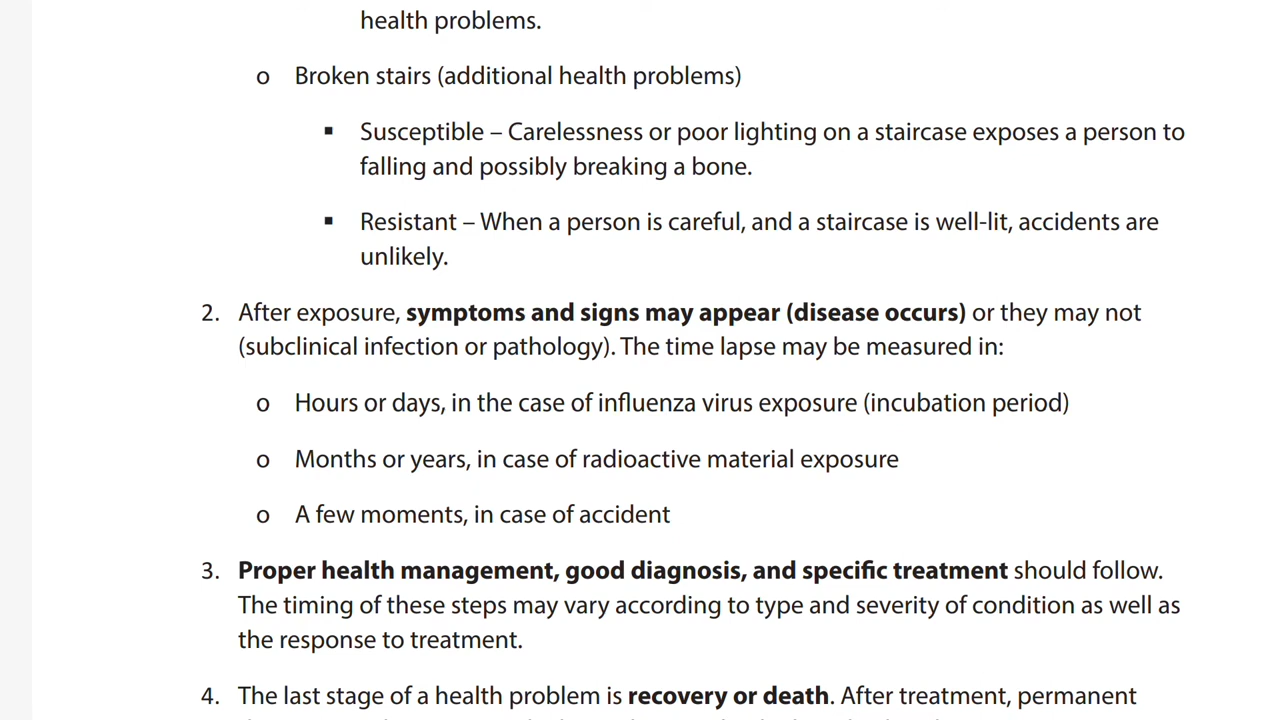 health problems.
o Broken stairs (additional health problems)
▪ Susceptible – Carelessness or poor lighting on a staircase exposes a person to
falling and possibly breaking a bone.
▪ Resistant – When a person is careful, and a staircase is well-lit, accidents are
unlikely.
2. After exposure, symptoms and signs may appear (disease occurs) or they may not
(subclinical infection or pathology). The time lapse may be measured in:
o Hours or days, in the case of influenza virus exposure (incubation period)
o Months or years, in case of radioactive material exposure
o A few moments, in case of accident
3. Proper health management, good diagnosis, and specific treatment should follow.
The timing of these steps may vary according to type and severity of condition as well as
the response to treatment.
4. The last stage of a health problem is recovery or death. After treatment, permanent